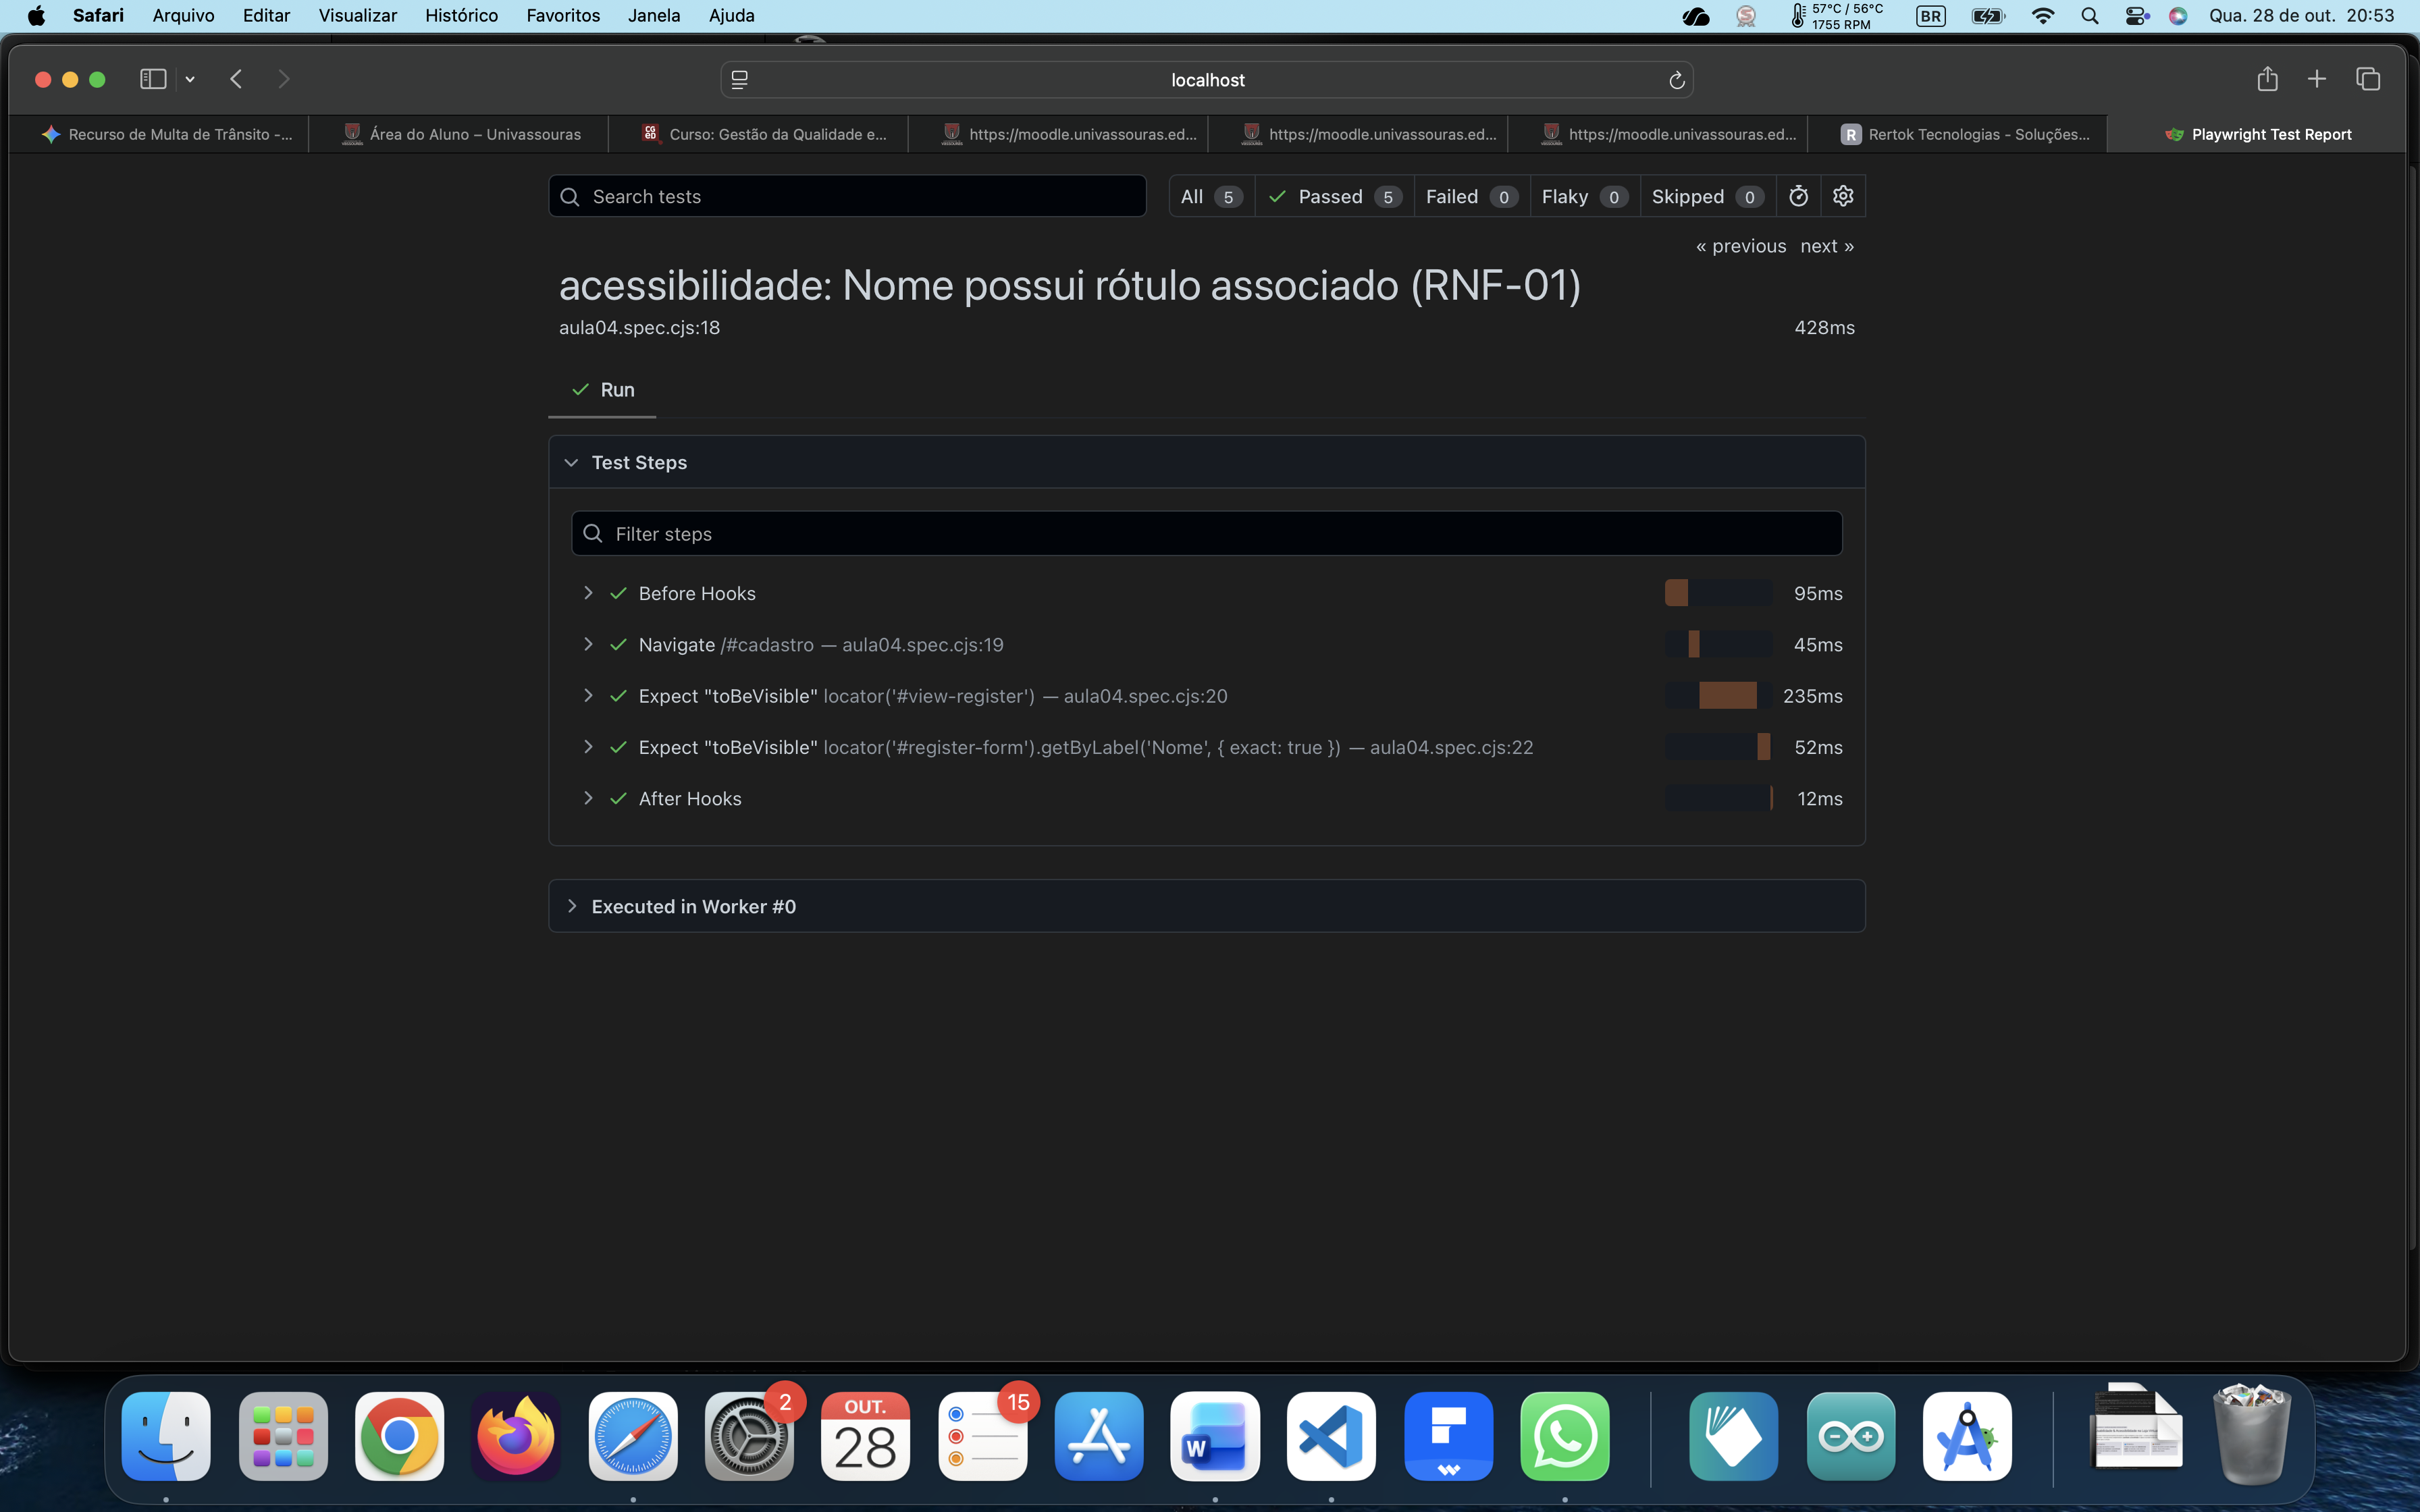 Safari Arquivo Editar Visualizar Histórico Favoritos Janela Ajuda
57°C / 56°C
1755 RPM
BR
Qua. 28 de out. 20:53
localhost
Recurso de Multa de Trânsito -...
Área do Aluno – Univassouras
CG ED
Curso: Gestão da Qualidade e...
https://moodle.univassouras.ed...
https://moodle.univassouras.ed...
https://moodle.univassouras.ed...
R
Rertok Tecnologias - Soluções...
Playwright Test Report
Search tests
All 5
Passed 5
Failed 0
Flaky 0
Skipped 0
« previous next »
acessibilidade: Nome possui rótulo associado (RNF-01)
aula04.spec.cjs:18
428ms
Run
Test Steps
Filter steps
Before Hooks 95ms
Navigate /#cadastro — aula04.spec.cjs:19 45ms
Expect "toBeVisible" locator('#view-register') — aula04.spec.cjs:20 235ms
Expect "toBeVisible" locator('#register-form').getByLabel('Nome', { exact: true }) — aula04.spec.cjs:22 52ms
After Hooks 12ms
Executed in Worker #0
2
OUT.
28
15
W